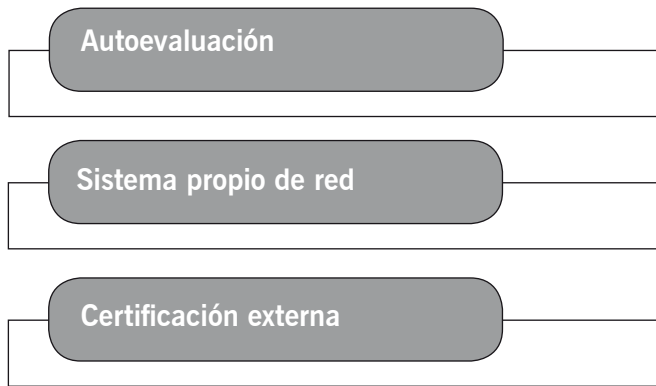 Autoevaluación
Sistema propio de red
Certificación externa